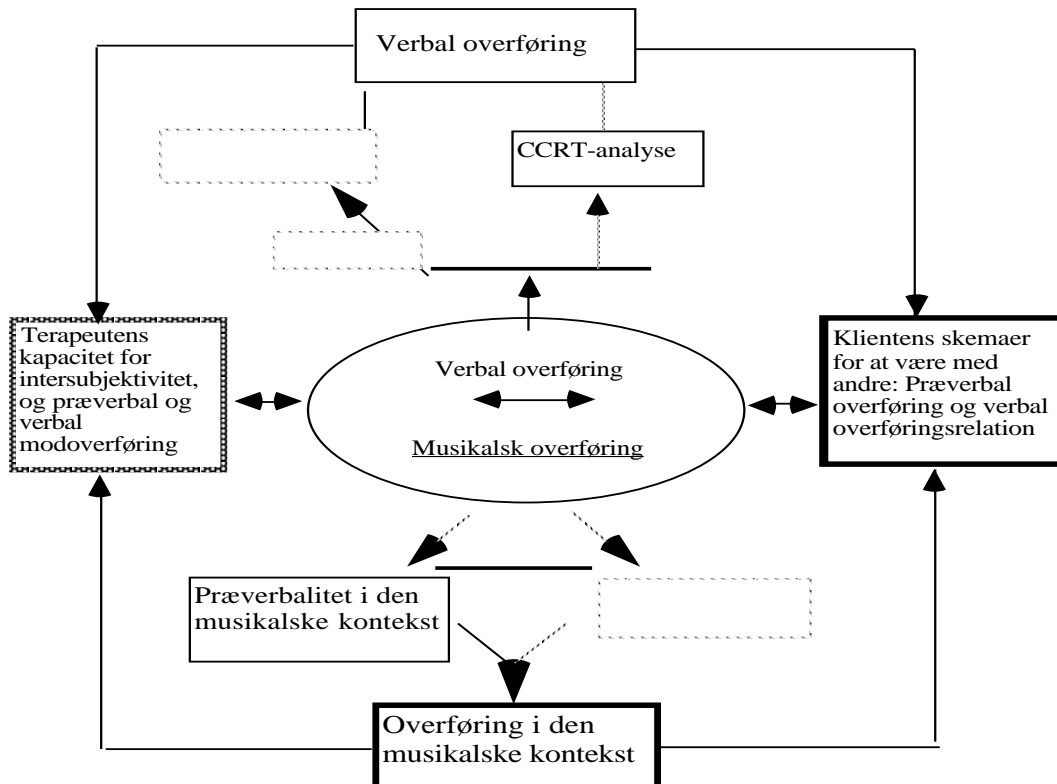 Verbal overføring
CCRT-analyse
Terapeutens
kapacitet for
intersubjektivitet,
og præverbal og
verbal
modoverføring
Verbal overføring
Musikalsk overføring
Klientens skemaer
for at være med
andre: Præverbal
overføring og verbal
overføringsrelation
Præverbalitet i den
musikalske kontekst
Overføring i den
musikalske kontekst